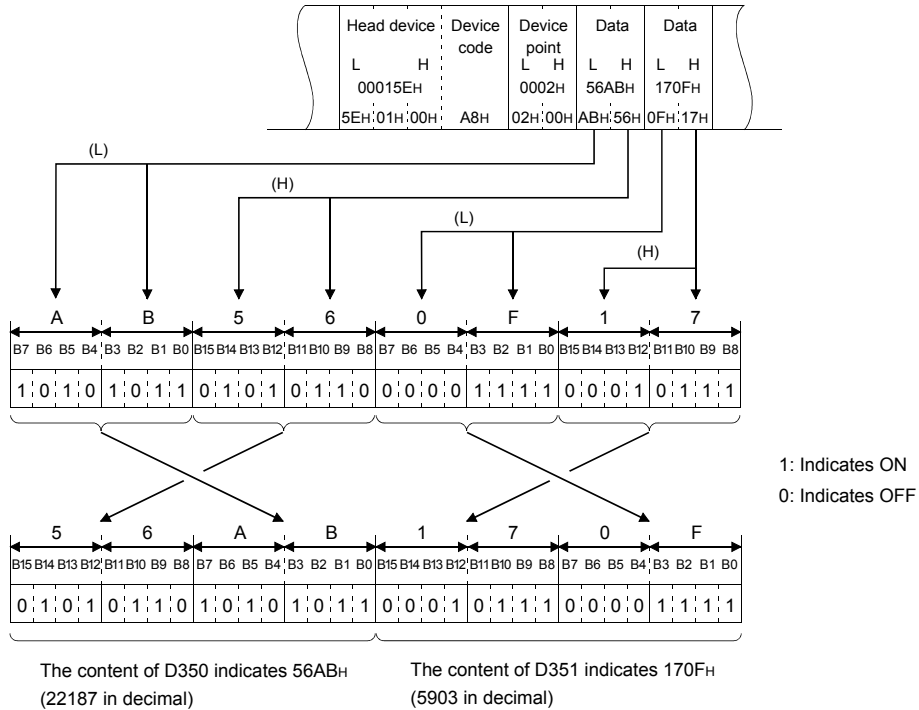 Head device Device code Device point Data Data
L H L H L H L H
00015EH 0002H 56ABH 170FH
5EH 01H 00H A8H 02H 00H ABH 56H 0FH 17H
(L)
(H)
(L)
(H)
A B 5 6 0 F 1 7
B7 B6 B5 B4 B3 B2 B1 B0 B15 B14 B13 B12 B11 B10 B9 B8 B7 B6 B5 B4 B3 B2 B1 B0 B15 B14 B13 B12 B11 B10 B9 B8
1 0 1 0 1 0 1 1 0 1 0 1 0 1 1 0 0 0 0 0 1 1 1 1 0 0 0 1 0 1 1 1
1: Indicates ON
0: Indicates OFF
5 6 A B 1 7 0 F
B15 B14 B13 B12 B11 B10 B9 B8 B7 B6 B5 B4 B3 B2 B1 B0 B15 B14 B13 B12 B11 B10 B9 B8 B7 B6 B5 B4 B3 B2 B1 B0
0 1 0 1 0 1 1 0 1 0 1 0 1 0 1 1 0 0 0 1 0 1 1 1 0 0 0 0 1 1 1 1
The content of D350 indicates 56ABH
(22187 in decimal)
The content of D351 indicates 170FH
(5903 in decimal)